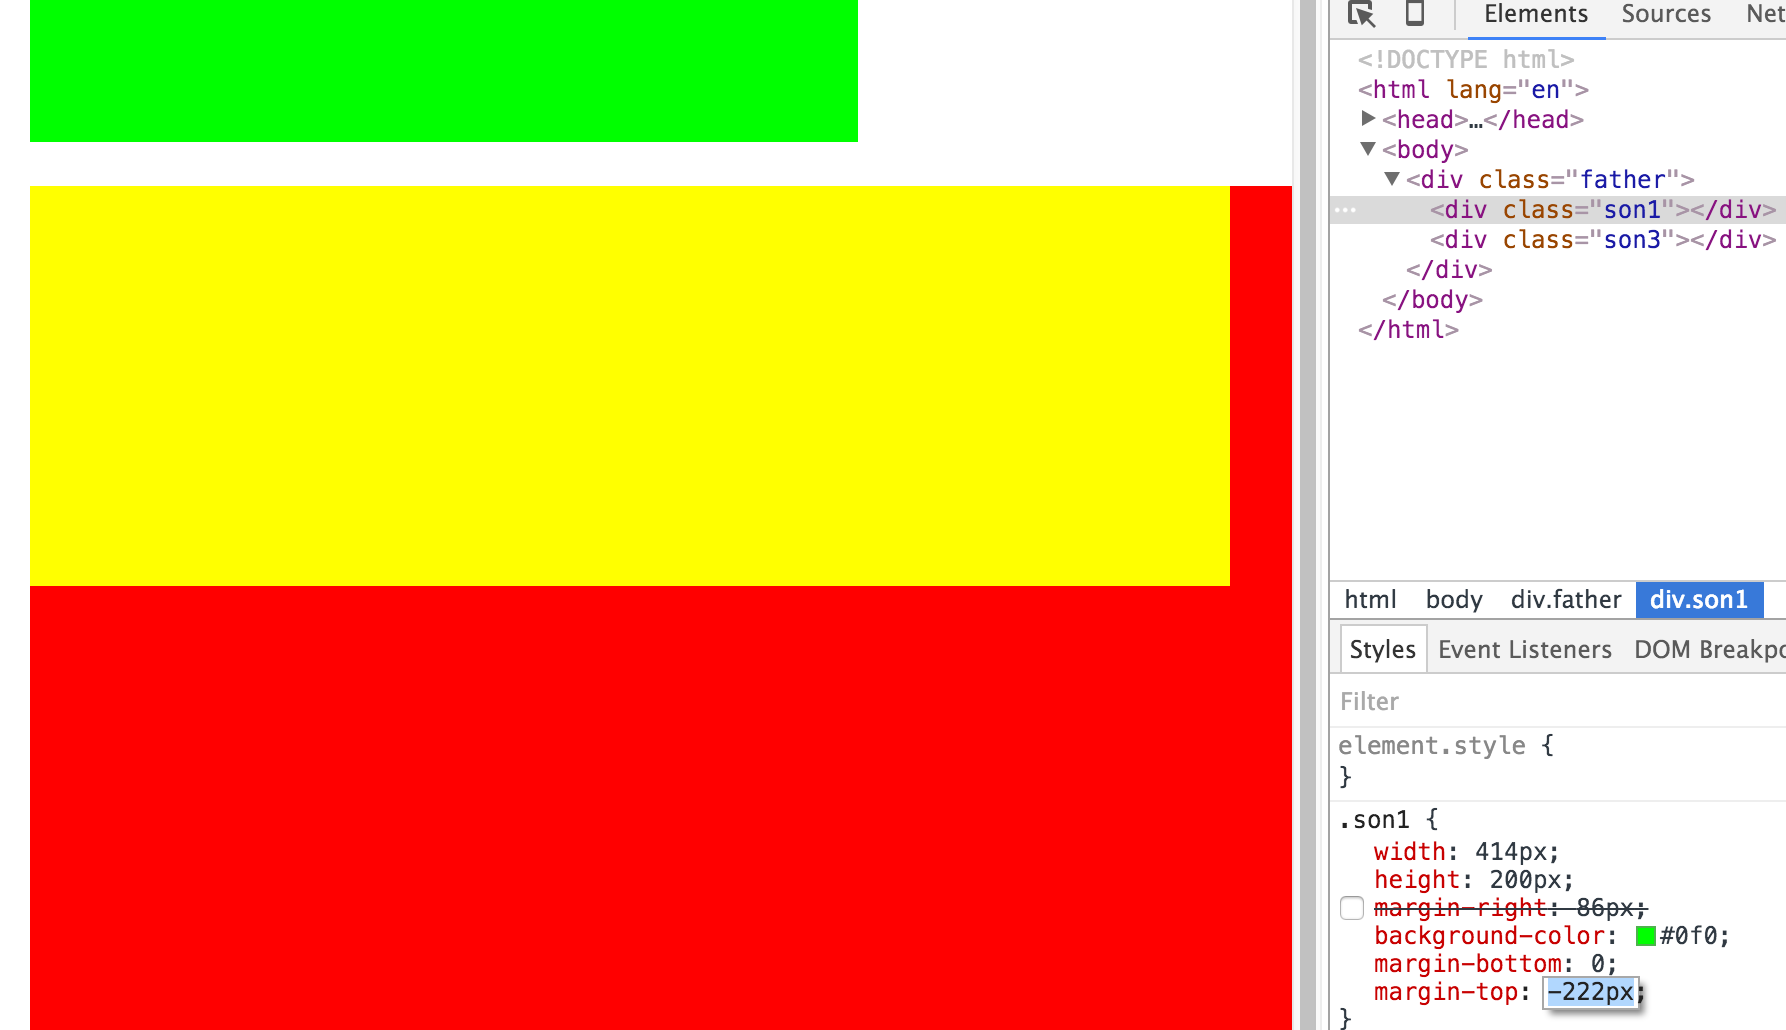 Elements Sources Net
<!DOCTYPE html>
<html lang="en">
<head>…</head>
<body>
<div class="father">
<div class="son1"></div>
<div class="son3"></div>
</div>
</body>
</html>
html body div.father div.son1
Styles Event Listeners DOM Breakpo
Filter
element.style {
}
.son1 {
width: 414px;
height: 200px;
margin-right: 86px;
background-color: #0f0;
margin-bottom: 0;
margin-top: -222px;
}